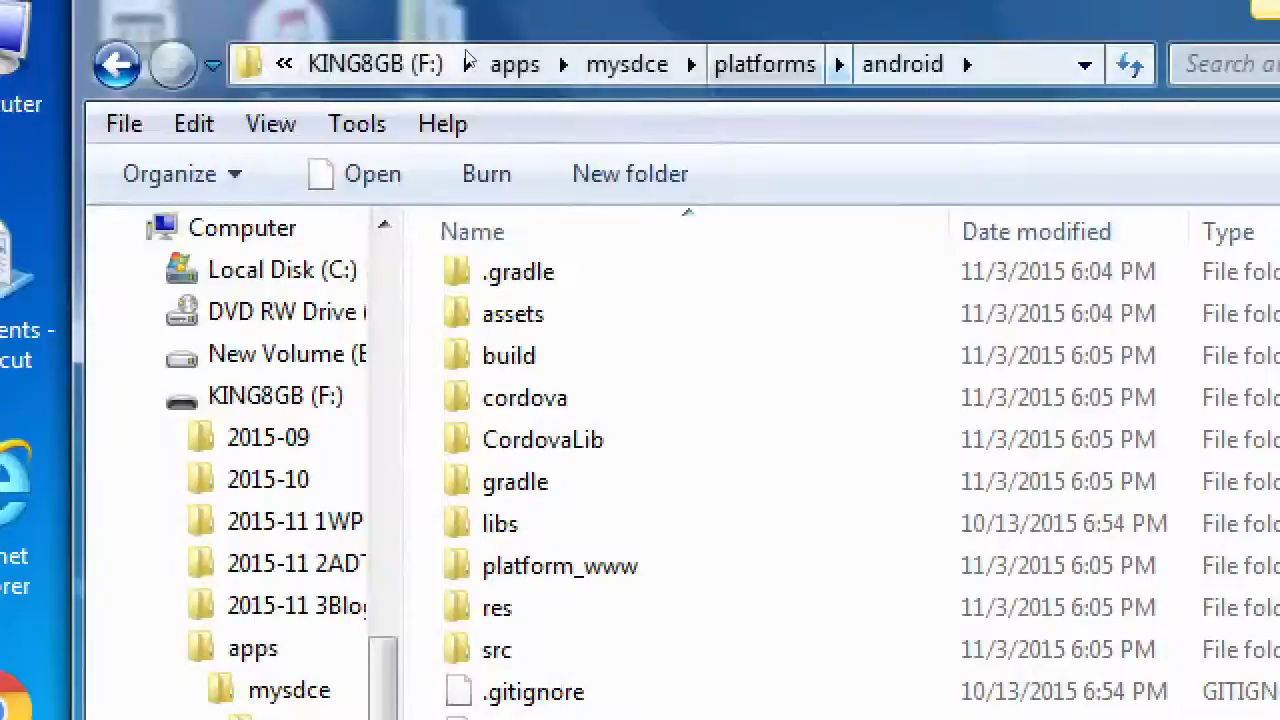 « KING8GB (F:) apps mysdce platforms android Search
File Edit View Tools Help
Organize Open Burn New folder
Computer
Local Disk (C:)
DVD RW Drive (
New Volume (E
KING8GB (F:)
2015-09
2015-10
2015-11 1WP
2015-11 2AD
2015-11 3Blo
apps
mysdce
Name Date modified Type
.gradle 11/3/2015 6:04 PM File fol
assets 11/3/2015 6:04 PM File fol
build 11/3/2015 6:05 PM File fol
cordova 11/3/2015 6:05 PM File fol
CordovaLib 11/3/2015 6:05 PM File fol
gradle 11/3/2015 6:05 PM File fol
libs 10/13/2015 6:54 PM File fol
platform_www 11/3/2015 6:05 PM File fol
res 11/3/2015 6:05 PM File fol
src 11/3/2015 6:05 PM File fol
.gitignore 10/13/2015 6:54 PM GITIGN
uter
ents -
cut
net
rer